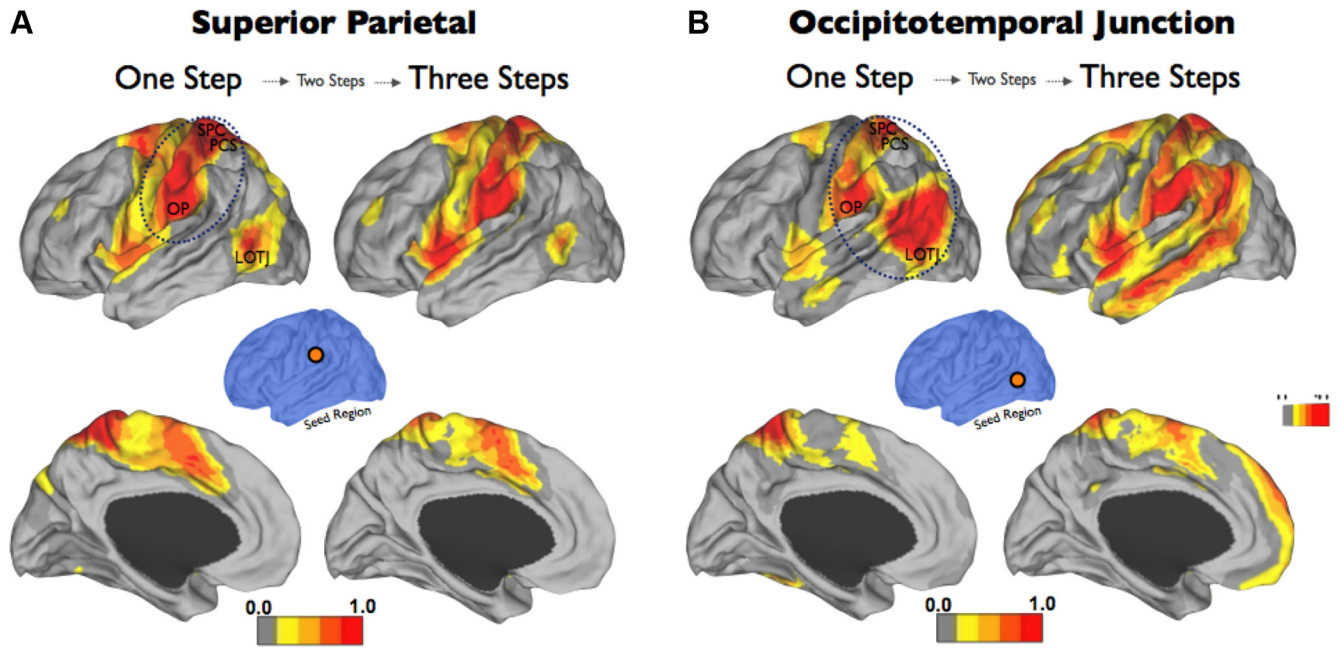 A Superior Parietal
One Step Two Steps Three Steps
SPC
PCS
OP
LOTJ
Seed Region
0.0 1.0
B Occipitotemporal Junction
One Step Two Steps Three Steps
SPC
PCS
OP
LOTJ
Seed Region
0.0 1.0